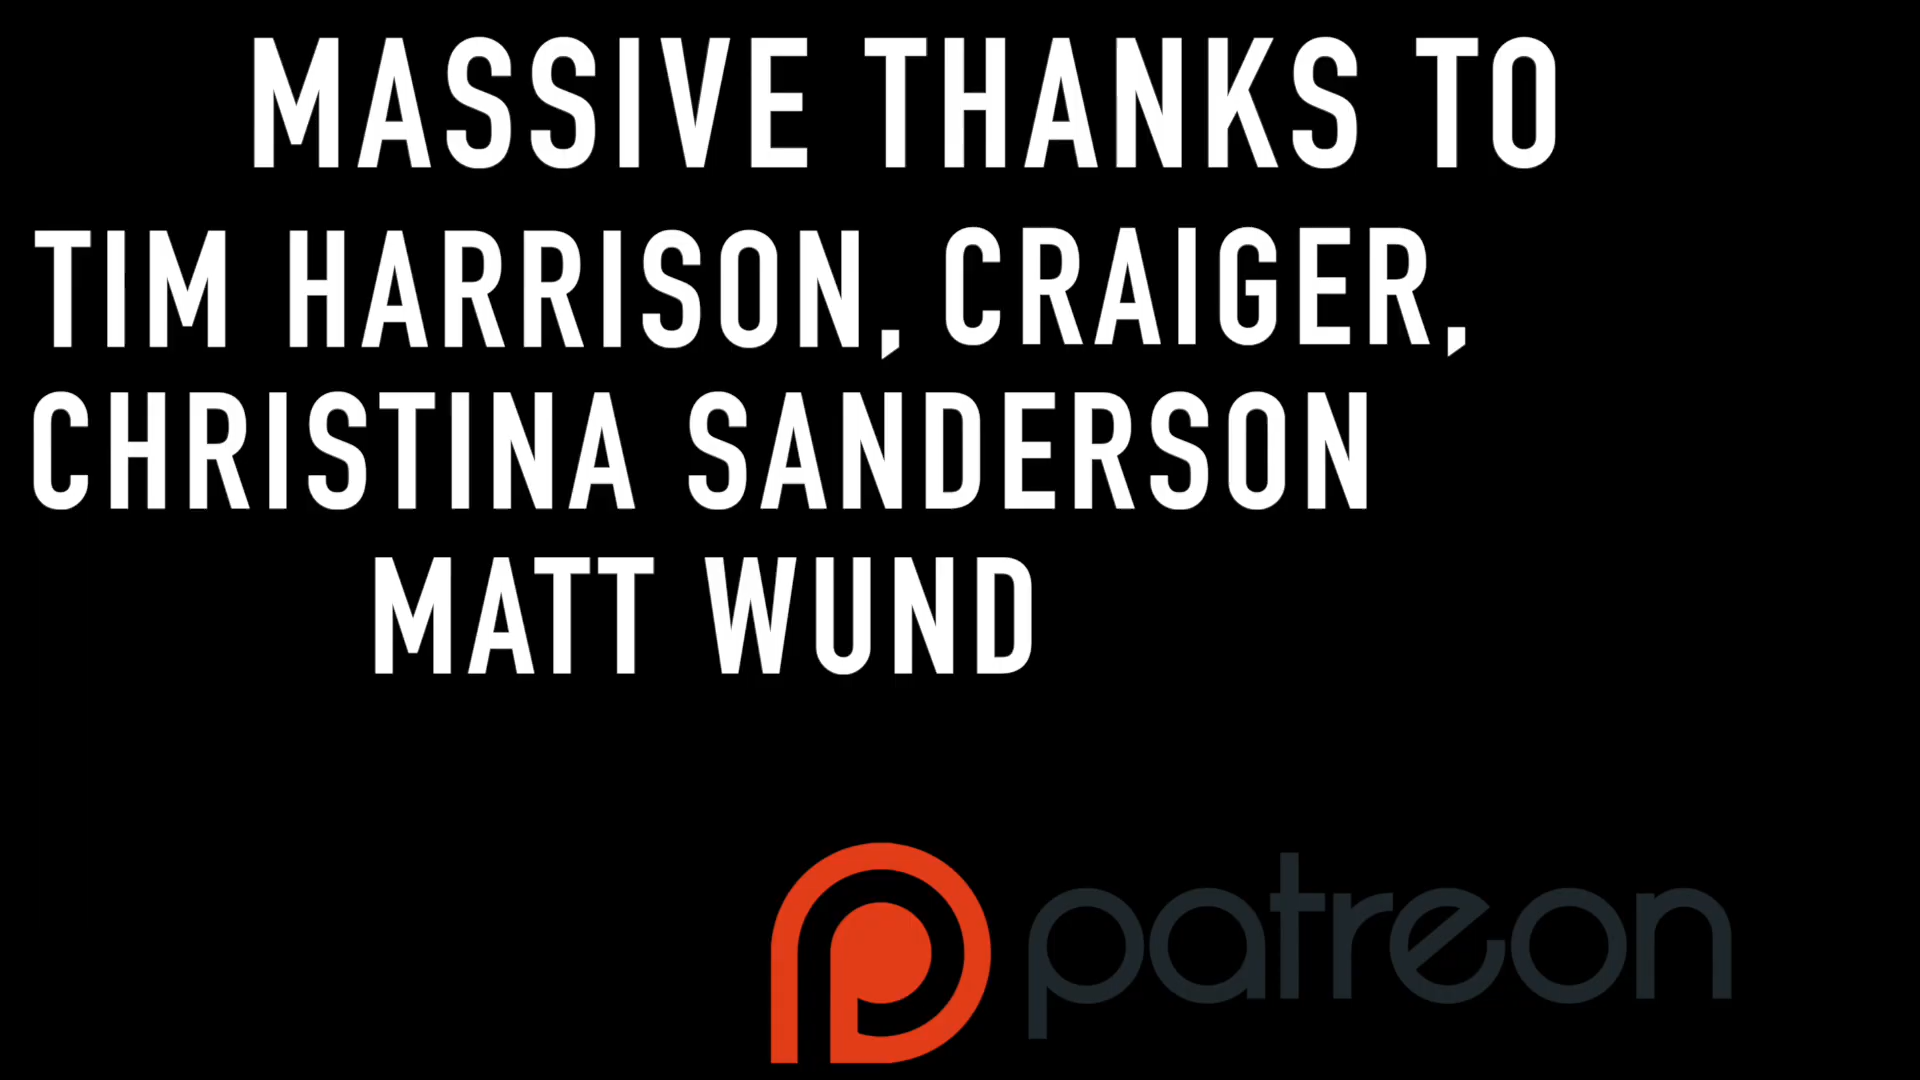 MASSIVE THANKS TO
TIM HARRISON, CRAIGER,
CHRISTINA SANDERSON
MATT WUND
patreon